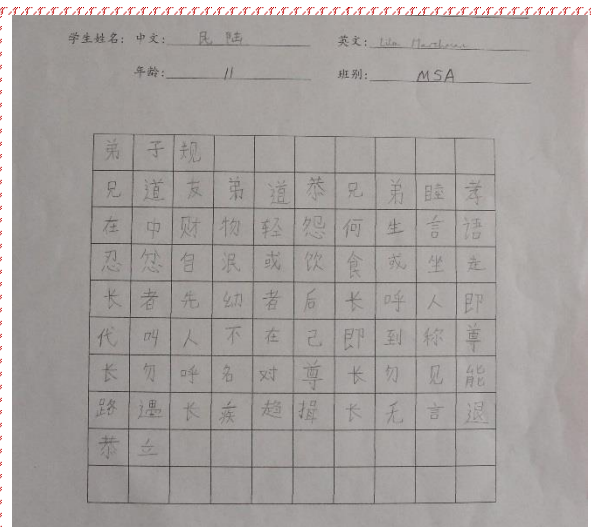 学生姓名: 中文: 民 陆 英文:
年龄: 11 班别: MSA
弟子规
兄道友弟道恭兄弟睦孝
在中财物轻怨何生言语
忍忿自泯或饮食或坐走
长者先幼者后长呼人即
代叫人不在己即到称尊
长勿呼名对尊长勿见能
路遇长疾趋揖长无言退
恭立